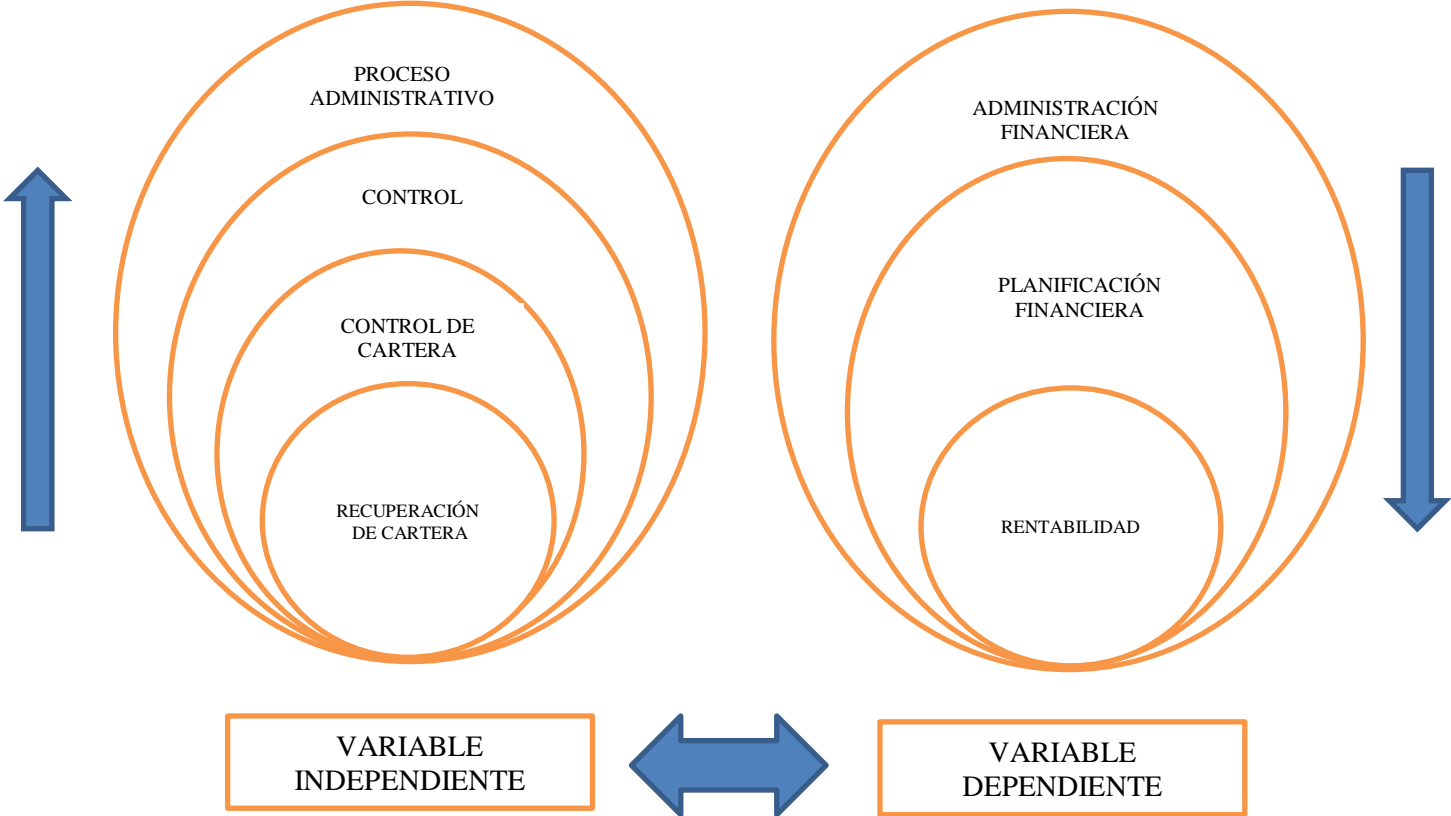 PROCESO
ADMINISTRATIVO
CONTROL
CONTROL DE
CARTERA
RECUPERACIÓN
DE CARTERA
VARIABLE
INDEPENDIENTE
ADMINISTRACIÓN
FINANCIERA
PLANIFICACIÓN
FINANCIERA
RENTABILIDAD
VARIABLE
DEPENDIENTE